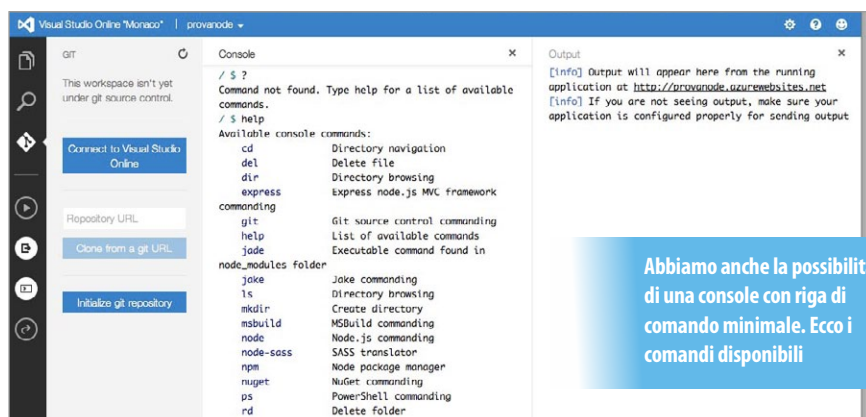 Visual Studio Online "Monaco" | provanode
GIT
This workspace isn't yet
under git source control.
Connect to Visual Studio
Online
Repository URL
Clone from a git URL
Initialize git repository
Console
/ $ ?
Command not found. Type help for a list of available
commands.
/ $ help
Available console commands:
cd Directory navigation
del Delete file
dir Directory browsing
express Express node.js MVC framework
commanding
git Git source control commanding
help List of available commands
jade Executable command found in
node_modules folder
jake Jake commanding
ls Directory browsing
mkdir Create directory
msbuild MSBuild commanding
node Node.js commanding
node-sass SASS translator
npm Node package manager
nuget NuGet commanding
ps PowerShell commanding
rd Delete folder
Output
[info] Output will appear here from the running
application at http://provanode.azurewebsites.net
[info] If you are not seeing output, make sure your
application is configured properly for sending output
Abbiamo anche la possibilit
di una console con riga di
comando minimale. Ecco i
comandi disponibili